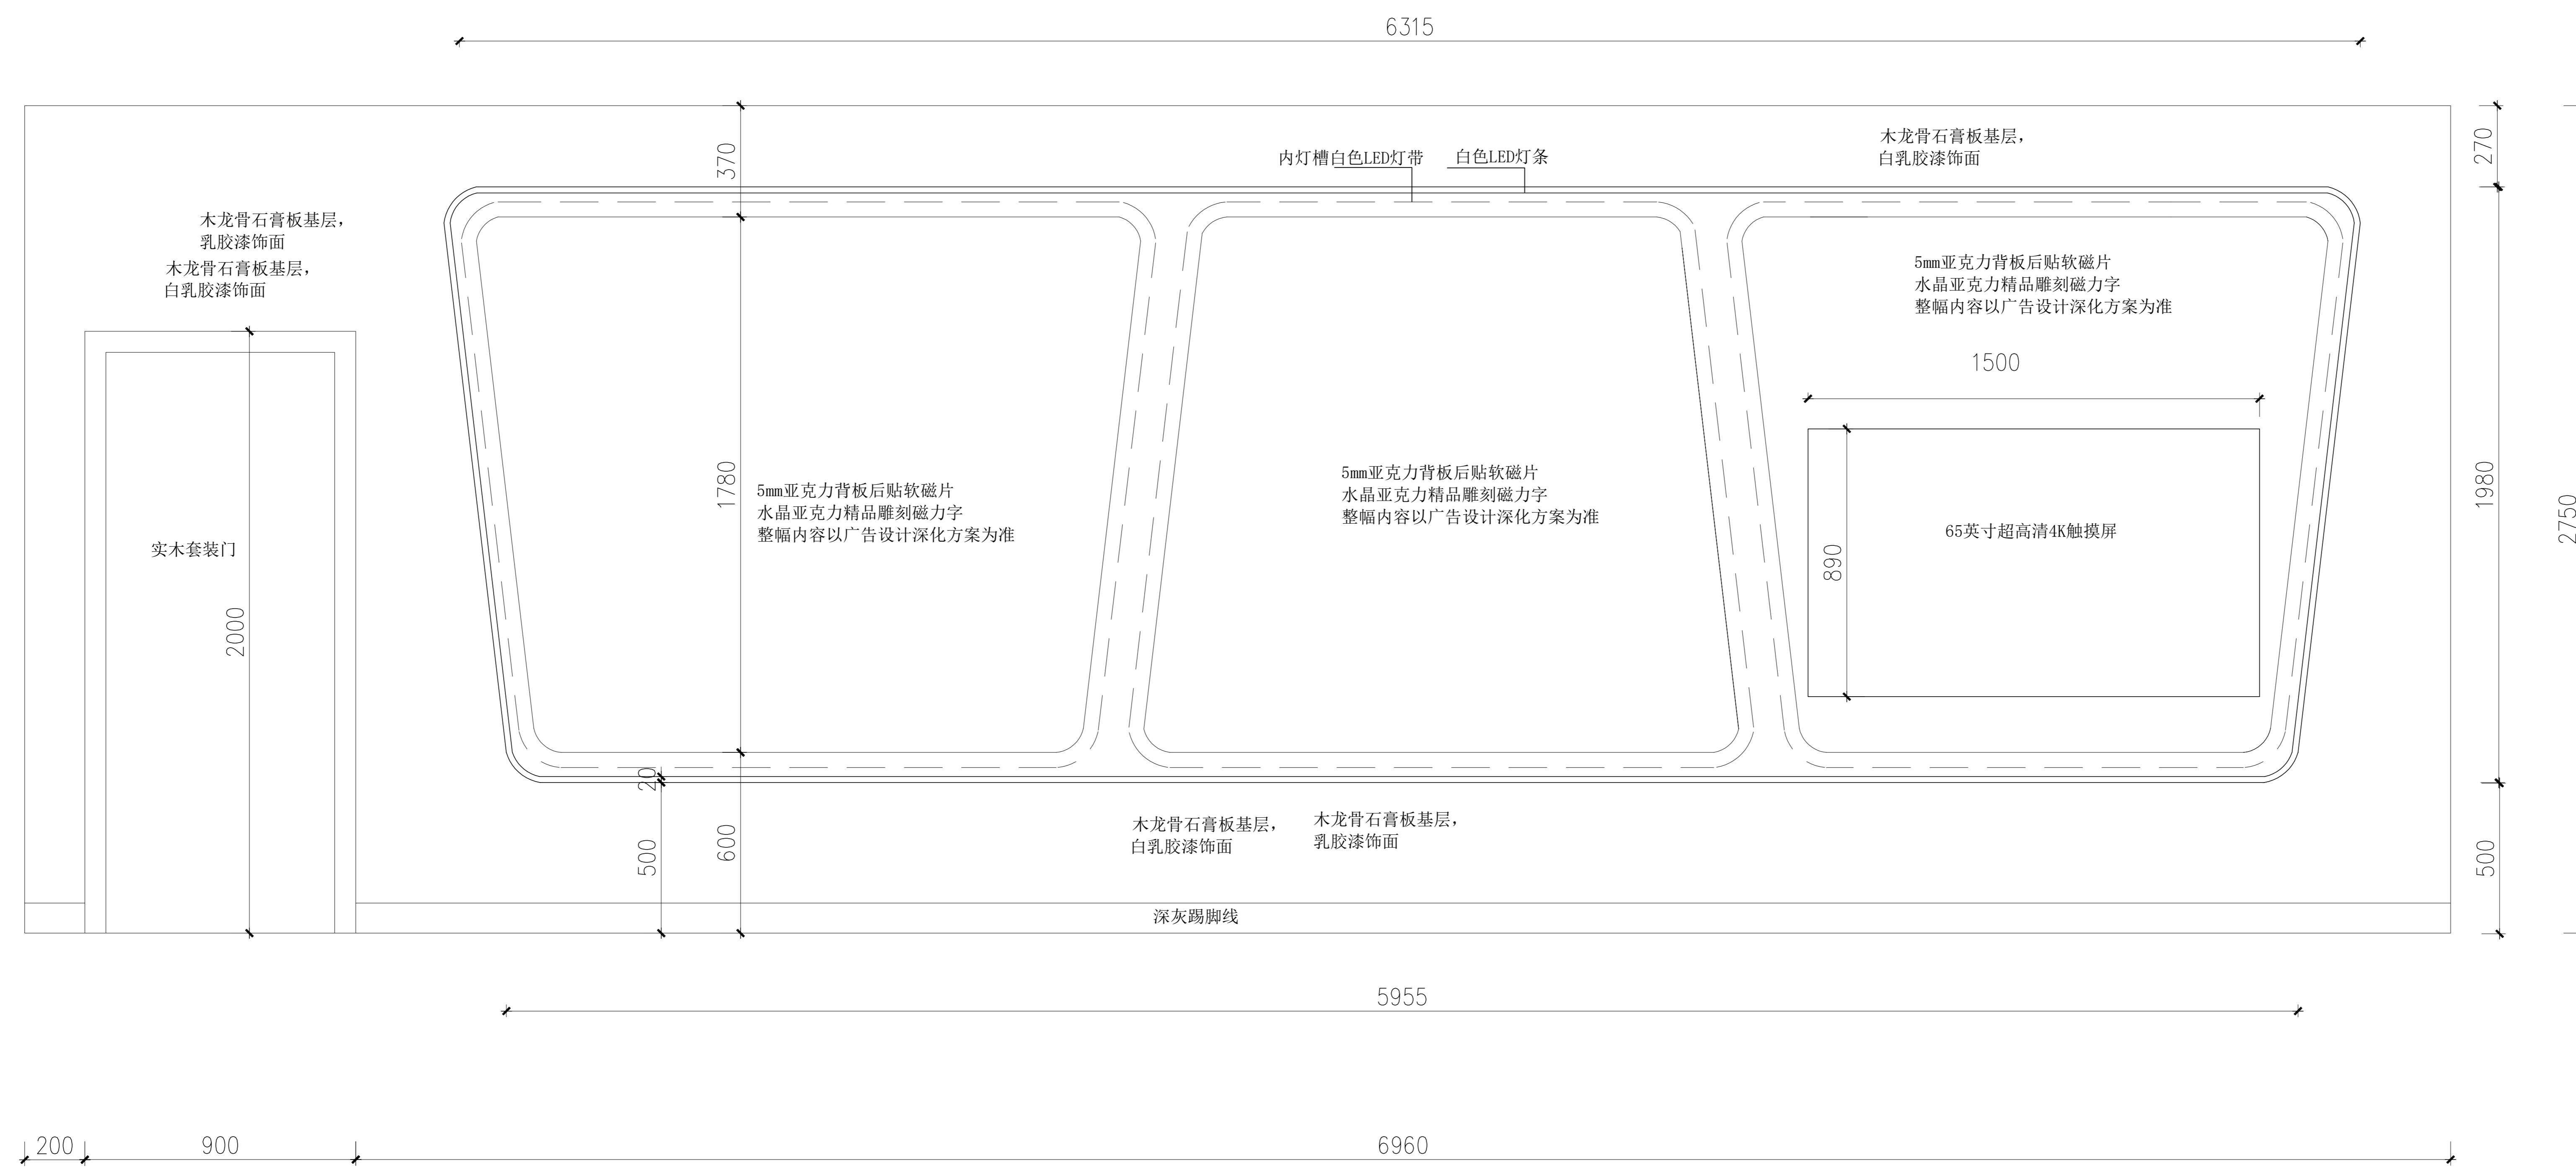 6315
370
270
内灯槽白色LED灯带
白色LED灯条
木龙骨石膏板基层,
白乳胶漆饰面
木龙骨石膏板基层,
乳胶漆饰面
木龙骨石膏板基层,
白乳胶漆饰面
5mm亚克力背板后贴软磁片
水晶亚克力精品雕刻磁力字
整幅内容以广告设计深化方案为准
1500
1780
5mm亚克力背板后贴软磁片
水晶亚克力精品雕刻磁力字
整幅内容以广告设计深化方案为准
5mm亚克力背板后贴软磁片
水晶亚克力精品雕刻磁力字
整幅内容以广告设计深化方案为准
1980
2750
实木套装门
2000
890
65英寸超高清4K触摸屏
20
500
600
木龙骨石膏板基层,
白乳胶漆饰面
木龙骨石膏板基层,
乳胶漆饰面
500
深灰踢脚线
5955
200
900
6960